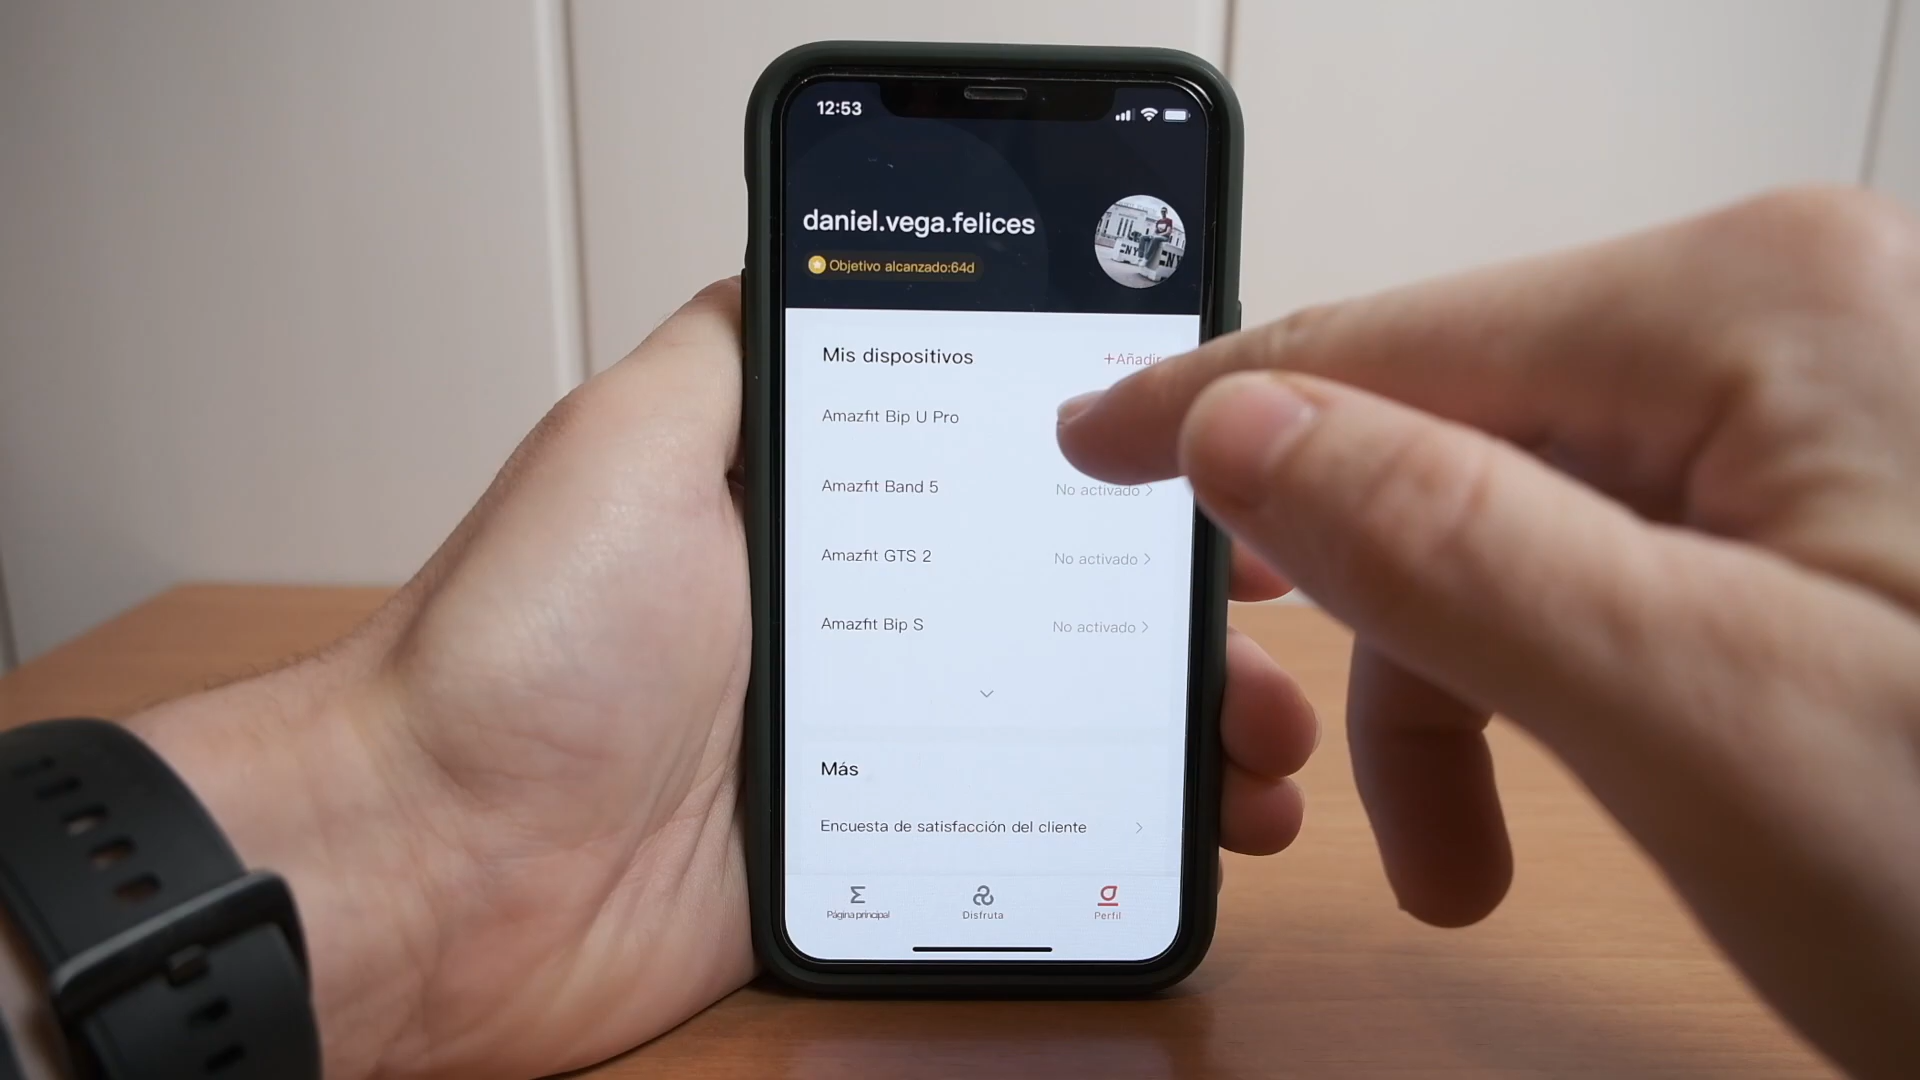 12:53
daniel.vega.felices
Objetivo alcanzado:64d
Mis dispositivos
+Añadir
Amazfit Bip U Pro
Amazfit Band 5
No activado
Amazfit GTS 2
No activado
Amazfit Bip S
No activado
Más
Encuesta de satisfacción del cliente
Página principal
Disfruta
Perfil